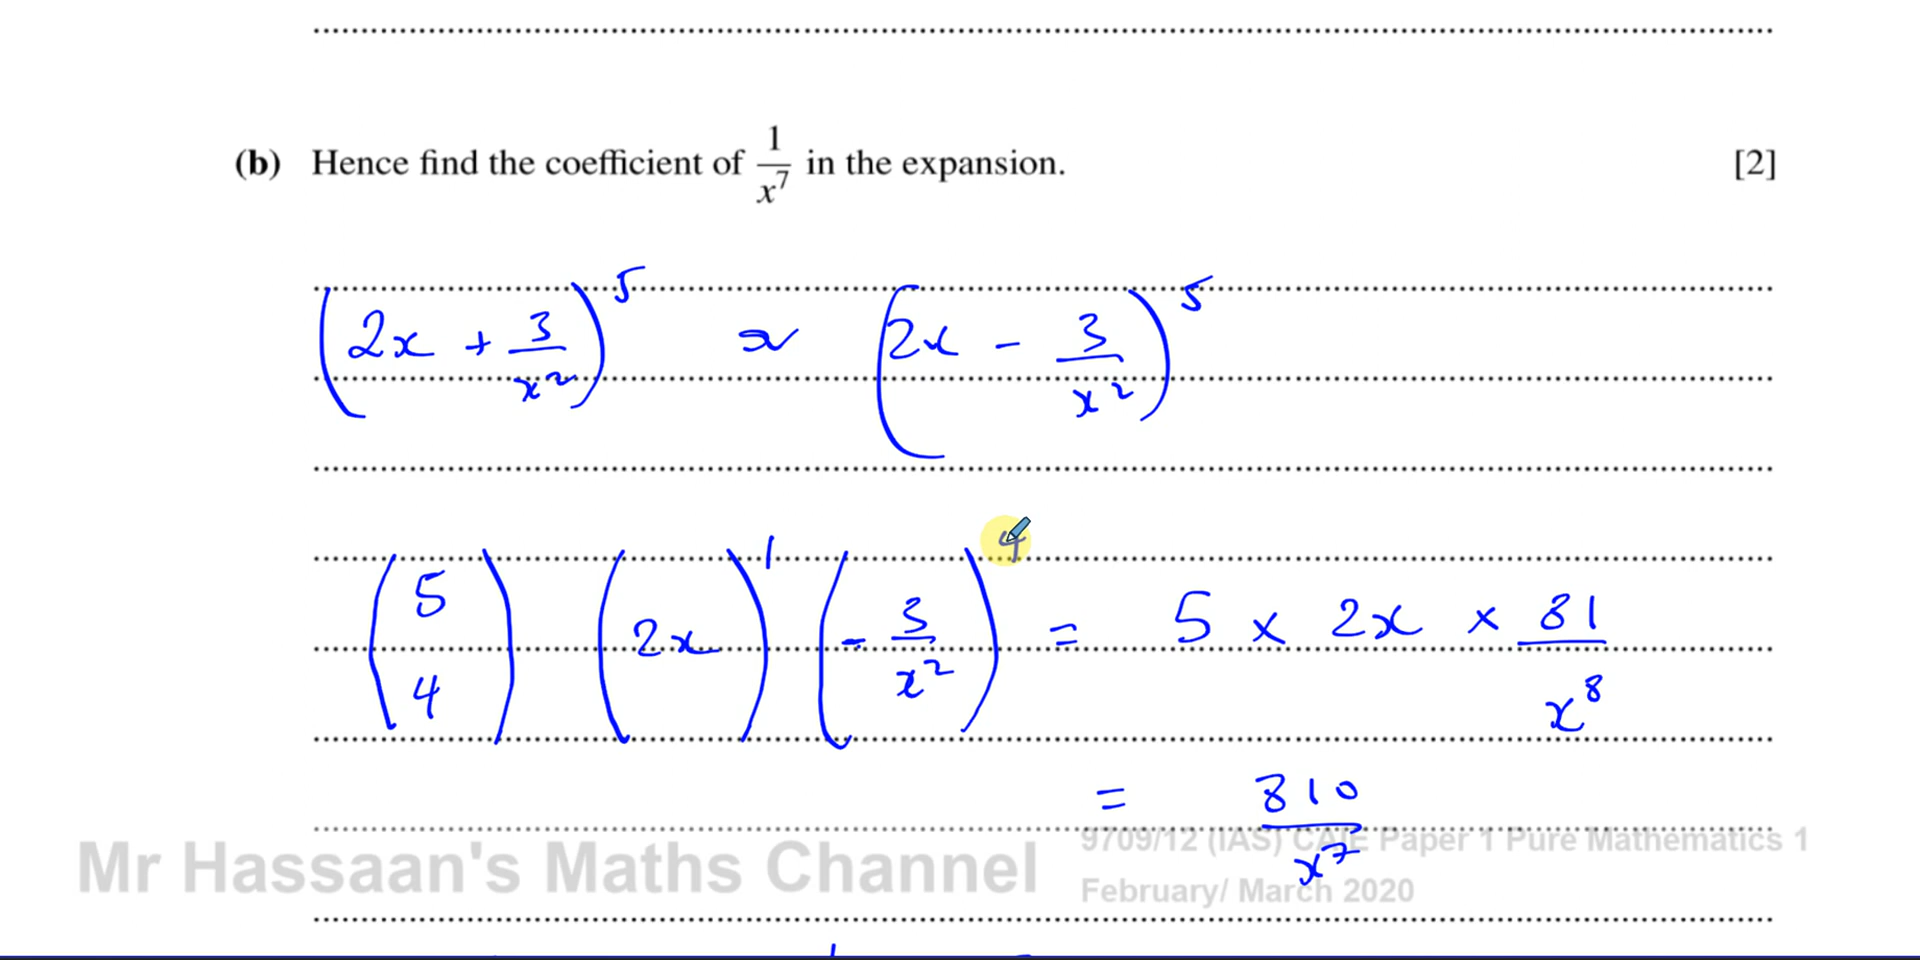 (b) Hence find the coefficient of 1/x⁷ in the expansion. [2]
(2x + 3/x²)⁵ ≈ (2x - 3/x²)⁵
(5 4) (2x)¹ (-3/x²)⁴ = 5 × 2x × 81/x⁸
= 810/x⁷
Mr Hassaan's Maths Channel
9709/12 (IAS) CAIE Paper 1 Pure Mathematics 1
February/ March 2020